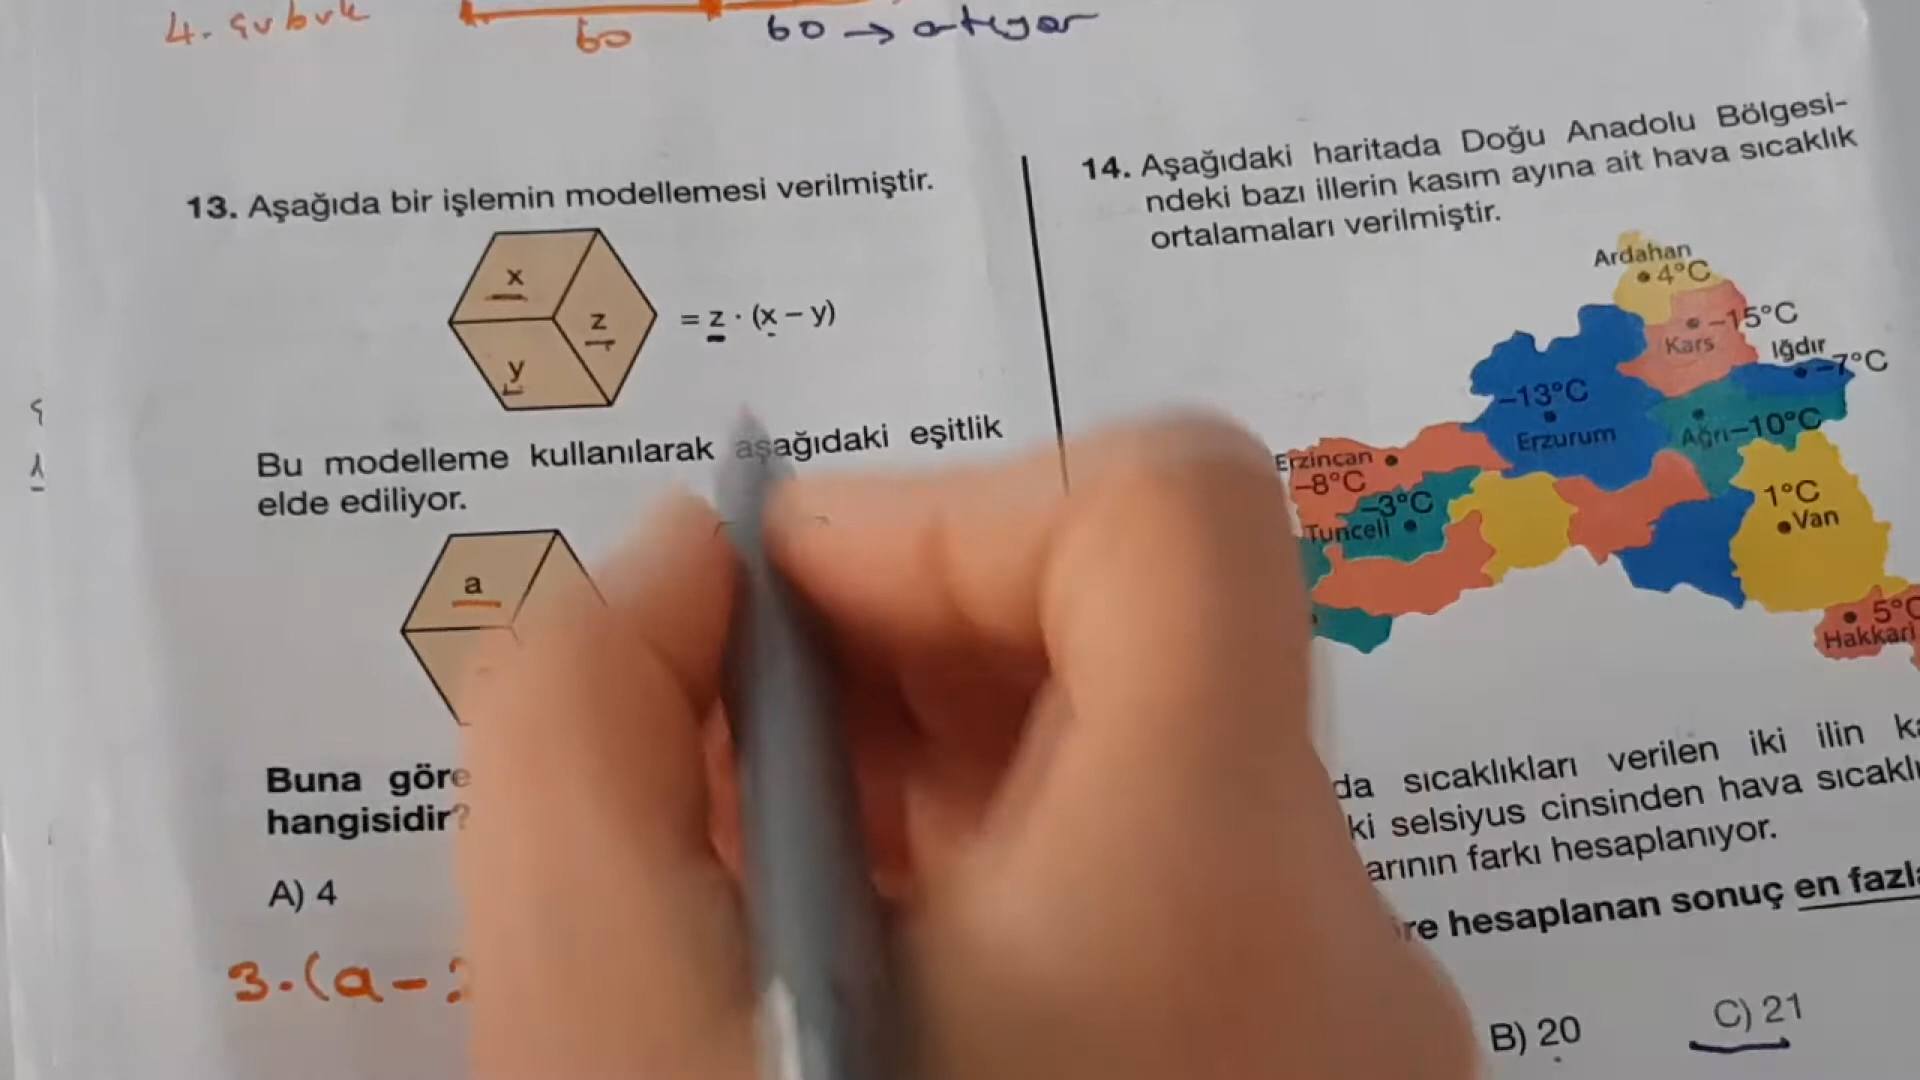 4. çubuk
60
60 → artıyor
13. Aşağıda bir işlemin modellemesi verilmiştir.
x
z
y
= z · (x – y)
Bu modelleme kullanılarak aşağıdaki eşitlik
elde ediliyor.
a
Buna göre
hangisidir?
A) 4
3.(a –
14. Aşağıdaki haritada Doğu Anadolu Bölgesi-
ndeki bazı illerin kasım ayına ait hava sıcaklık
ortalamaları verilmiştir.
Ardahan
4°C
–15°C
Kars
Iğdır
–7°C
–13°C
Erzurum
Ağrı –10°C
Erzincan
–8°C
–3°C
Tunceli
1°C
Van
5°C
Hakkari
da sıcaklıkları verilen iki ilin
ki selsiyus cinsinden hava
arının farkı hesaplanıyor.
re hesaplanan sonuç en
B) 20
C) 21